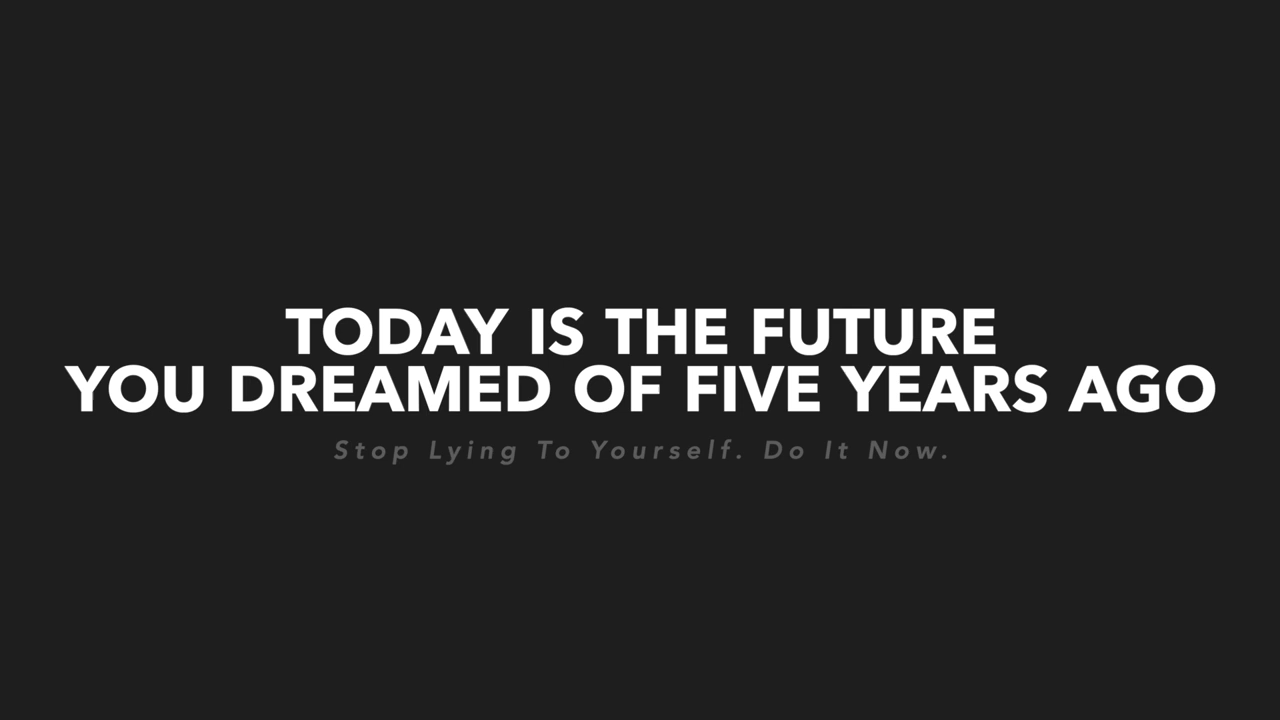 TODAY IS THE FUTURE
YOU DREAMED OF FIVE YEARS AGO
Stop Lying To Yourself. Do It Now.